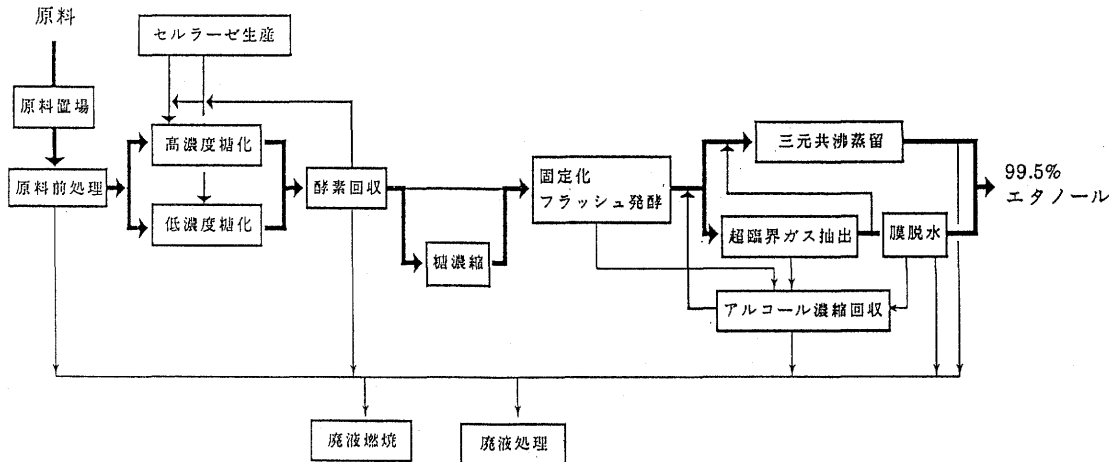 原料
セルラーゼ生産
原料置場
高濃度糖化
三元共沸蒸留
原料前処理
酵素回収
固定化
フラッシュ発酵
99.5%
エタノール
低濃度糖化
超臨界ガス抽出
膜脱水
糖濃縮
アルコール濃縮回収
廃液燃焼
廃液処理